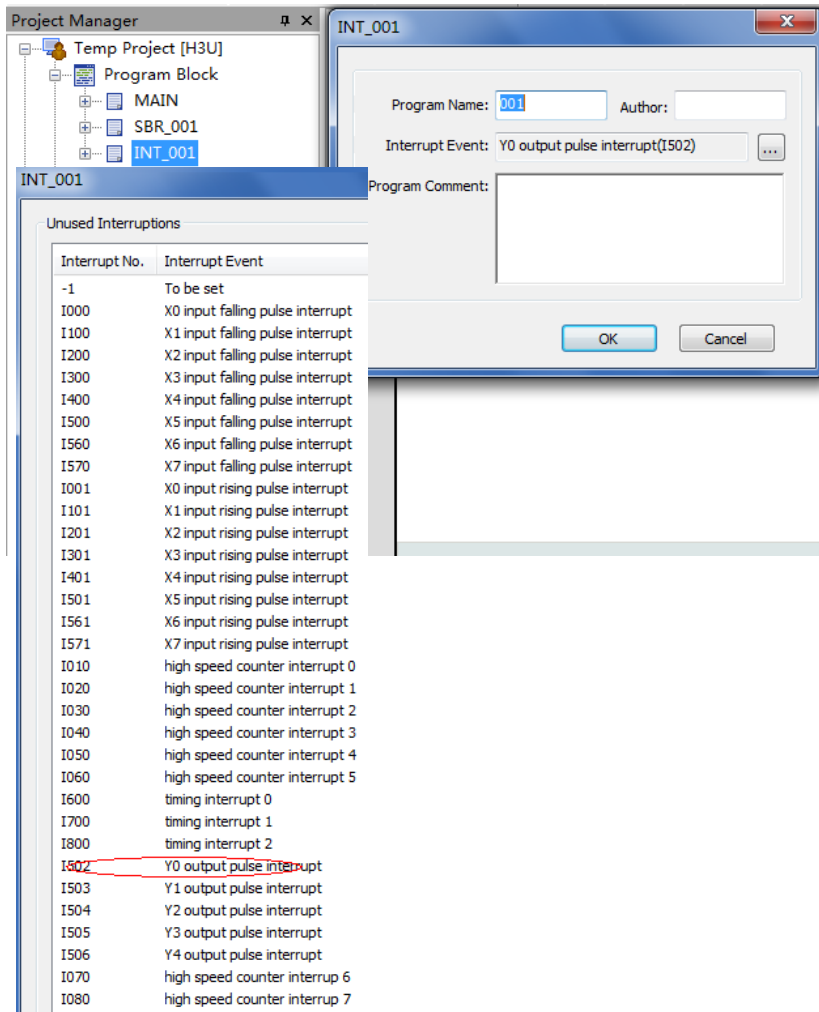 Project Manager
Temp Project [H3U]
Program Block
MAIN
SBR_001
INT_001
INT_001
Program Name: 001 Author:
Interrupt Event: Y0 output pulse interrupt(I502) ...
Program Comment:
OK Cancel
INT_001
Unused Interruptions
Interrupt No. Interrupt Event
-1 To be set
I000 X0 input falling pulse interrupt
I100 X1 input falling pulse interrupt
I200 X2 input falling pulse interrupt
I300 X3 input falling pulse interrupt
I400 X4 input falling pulse interrupt
I500 X5 input falling pulse interrupt
I560 X6 input falling pulse interrupt
I570 X7 input falling pulse interrupt
I001 X0 input rising pulse interrupt
I101 X1 input rising pulse interrupt
I201 X2 input rising pulse interrupt
I301 X3 input rising pulse interrupt
I401 X4 input rising pulse interrupt
I501 X5 input rising pulse interrupt
I561 X6 input rising pulse interrupt
I571 X7 input rising pulse interrupt
I010 high speed counter interrupt 0
I020 high speed counter interrupt 1
I030 high speed counter interrupt 2
I040 high speed counter interrupt 3
I050 high speed counter interrupt 4
I060 high speed counter interrupt 5
I600 timing interrupt 0
I700 timing interrupt 1
I800 timing interrupt 2
I502 Y0 output pulse interrupt
I503 Y1 output pulse interrupt
I504 Y2 output pulse interrupt
I505 Y3 output pulse interrupt
I506 Y4 output pulse interrupt
I070 high speed counter interrup 6
I080 high speed counter interrup 7